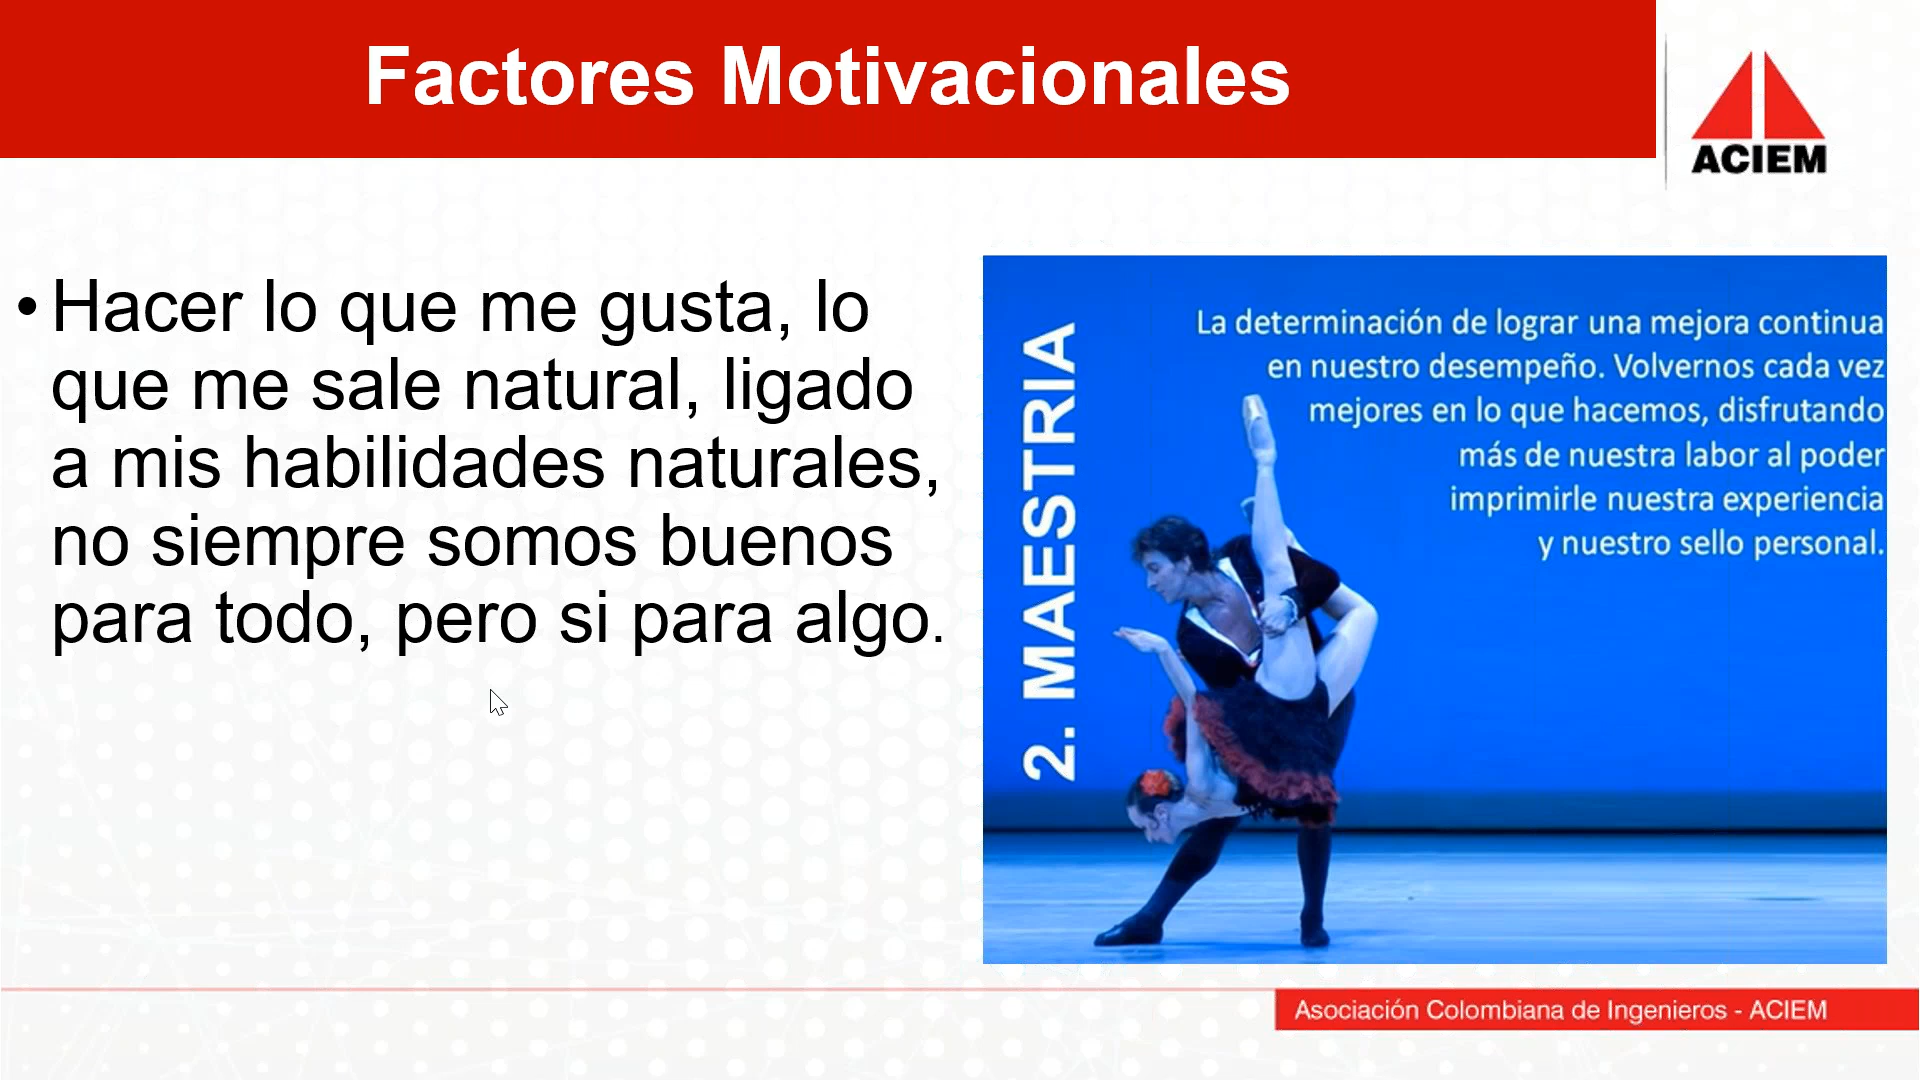 Factores Motivacionales
ACIEM
• Hacer lo que me gusta, lo
que me sale natural, ligado
a mis habilidades naturales,
no siempre somos buenos
para todo, pero si para algo.
2. MAESTRIA
La determinación de lograr una mejora continua
en nuestro desempeño. Volvernos cada vez
mejores en lo que hacemos, disfrutando
más de nuestra labor al poder
imprimirle nuestra experiencia
y nuestro sello personal.
Asociación Colombiana de Ingenieros - ACIEM